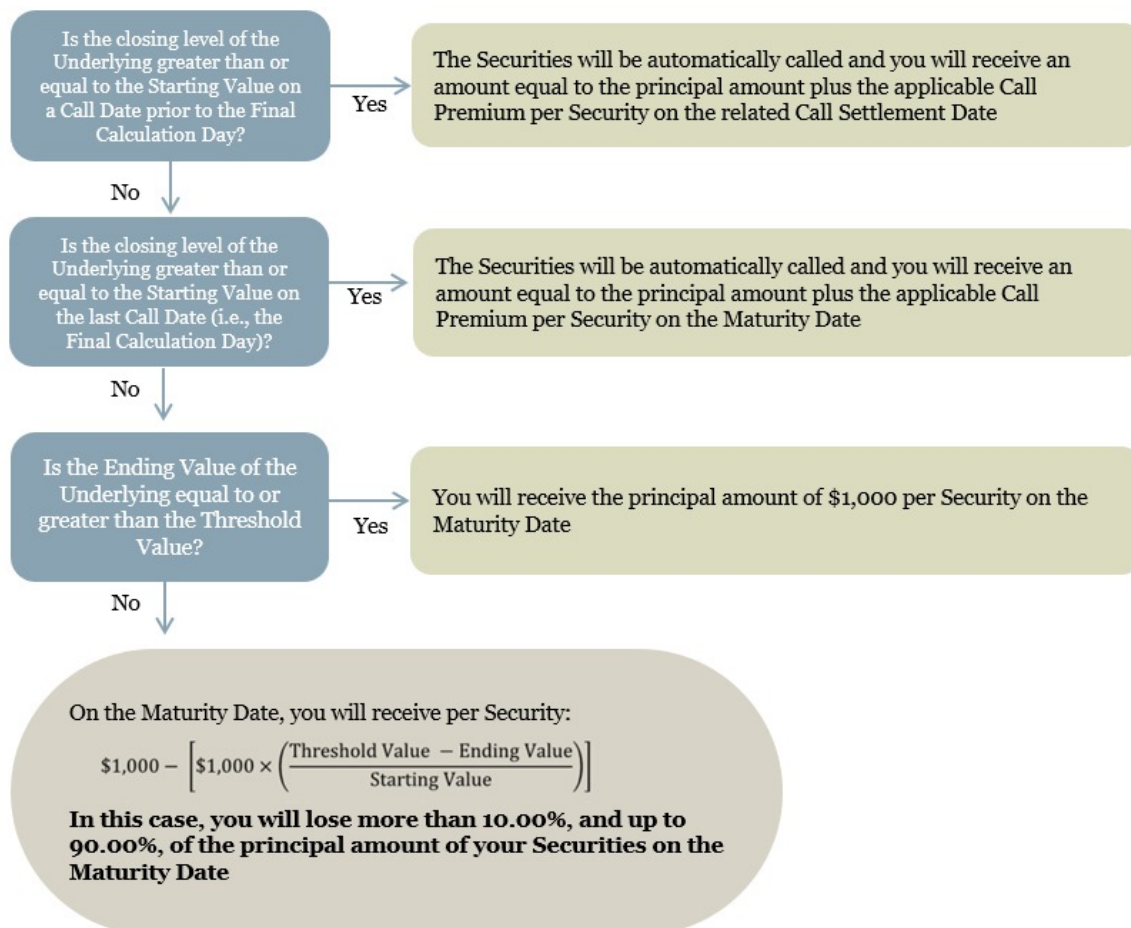 Is the closing level of the
Underlying greater than or
equal to the Starting Value on
a Call Date prior to the Final
Calculation Day?
Yes
The Securities will be automatically called and you will receive an
amount equal to the principal amount plus the applicable Call
Premium per Security on the related Call Settlement Date
No
Is the closing level of the
Underlying greater than or
equal to the Starting Value on
the last Call Date (i.e., the
Final Calculation Day)?
Yes
The Securities will be automatically called and you will receive an
amount equal to the principal amount plus the applicable Call
Premium per Security on the Maturity Date
No
Is the Ending Value of the
Underlying equal to or
greater than the Threshold
Value?
Yes
You will receive the principal amount of $1,000 per Security on the
Maturity Date
No
On the Maturity Date, you will receive per Security:
$1,000 − [$1,000 × (Threshold Value − Ending Value / Starting Value)]
In this case, you will lose more than 10.00%, and up to
90.00%, of the principal amount of your Securities on the
Maturity Date